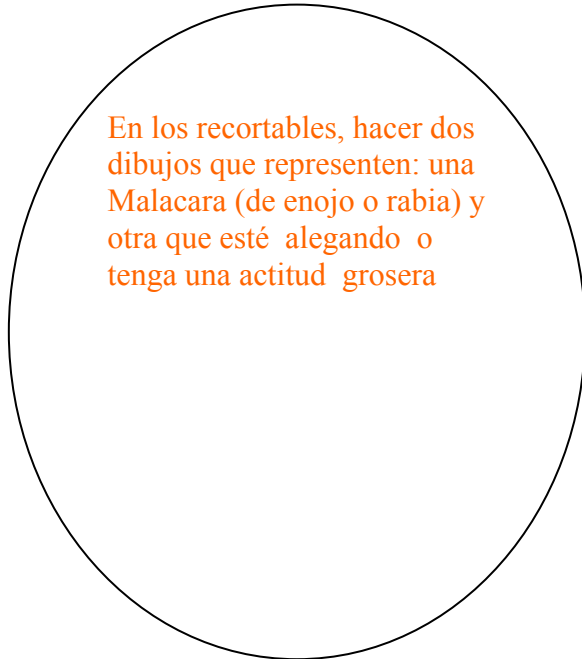 En los recortables, hacer dos
dibujos que representen: una
Malacara (de enojo o rabia) y
otra que esté  alegando  o
tenga una actitud  grosera